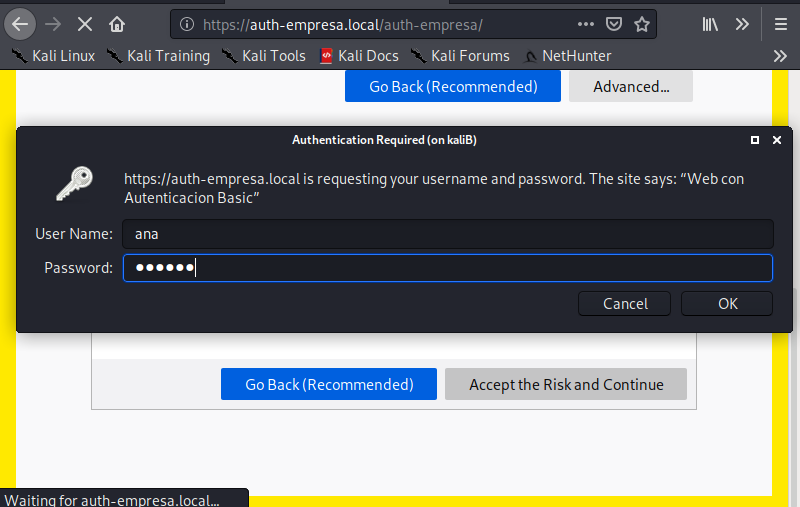 https://auth-empresa.local/auth-empresa/
Kali Linux Kali Training Kali Tools Kali Docs Kali Forums NetHunter
Go Back (Recommended) Advanced...
Authentication Required (on kaliB)
https://auth-empresa.local is requesting your username and password. The site says: “Web con
Autenticacion Basic”
User Name: ana
Password: ●●●●●●
Cancel OK
Go Back (Recommended) Accept the Risk and Continue
Waiting for auth-empresa.local...